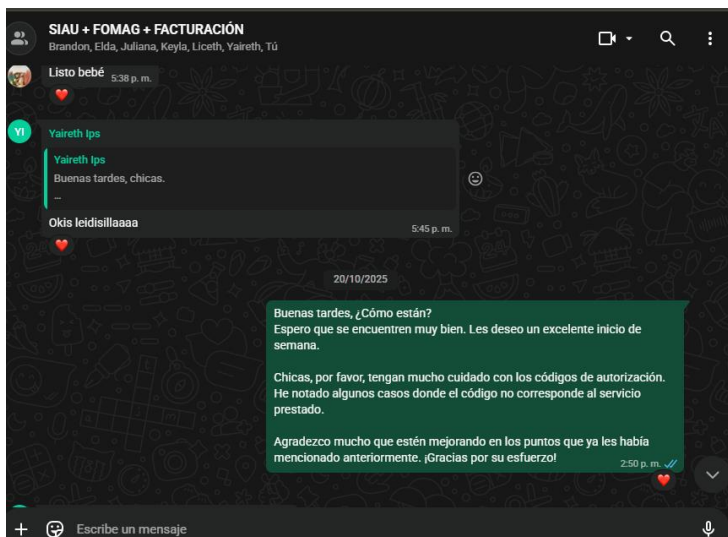 SIAU + FOMAG + FACTURACIÓN
Brandon, Elda, Juliana, Keyla, Liceth, Yaireth, Tú
Listo bebé 5:38 p. m.
YI
Yaireth Ips
Yaireth Ips
Buenas tardes, chicas.
...
Okis leidisillaaaa
5:45 p. m.
20/10/2025
Buenas tardes, ¿Cómo están?
Espero que se encuentren muy bien. Les deseo un excelente inicio de
semana.
Chicas, por favor, tengan mucho cuidado con los códigos de autorización.
He notado algunos casos donde el código no corresponde al servicio
prestado.
Agradezco mucho que estén mejorando en los puntos que ya les había
mencionado anteriormente. ¡Gracias por su esfuerzo!
2:50 p. m.
Escribe un mensaje